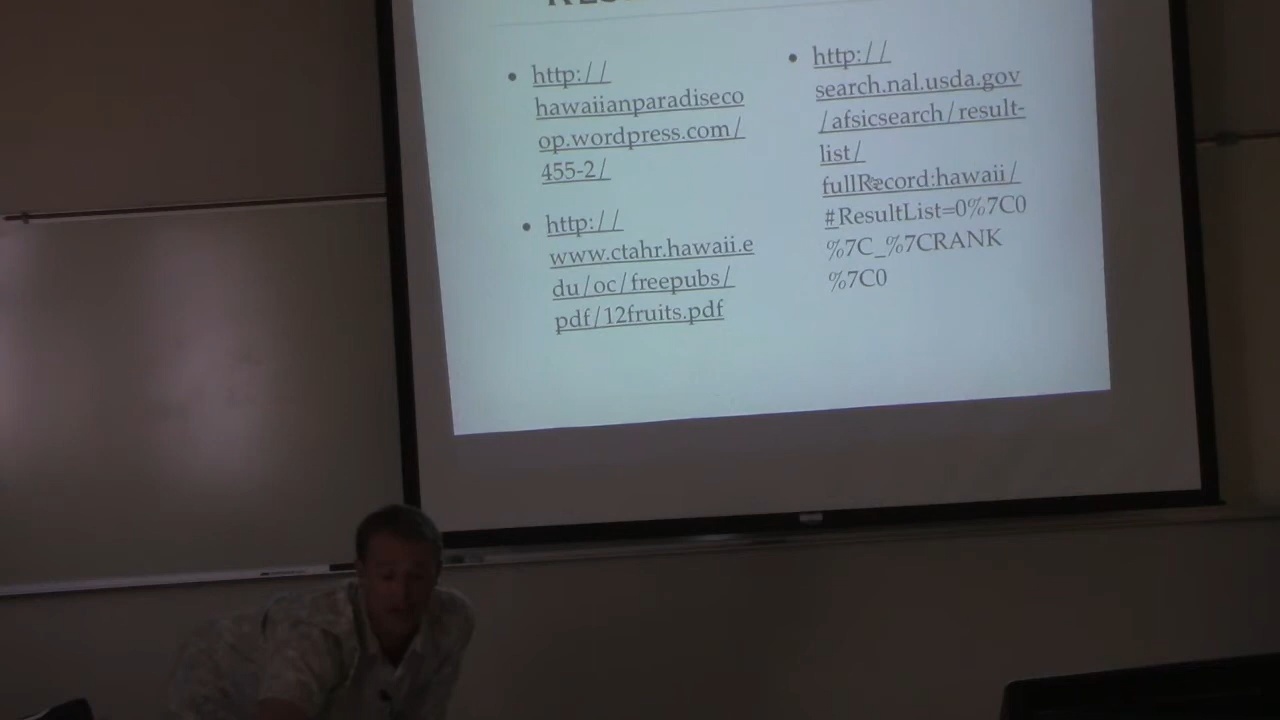 http://
hawaiianparadiseco
op.wordpress.com/
455-2/
http://
www.ctahr.hawaii.e
du/oc/freepubs/
pdf/12fruits.pdf
http://
search.nal.usda.gov
/afsicsearch/result-
list/
fullRecord:hawaii/
#ResultList=0%7C0
%7C_%7CRANK
%7C0